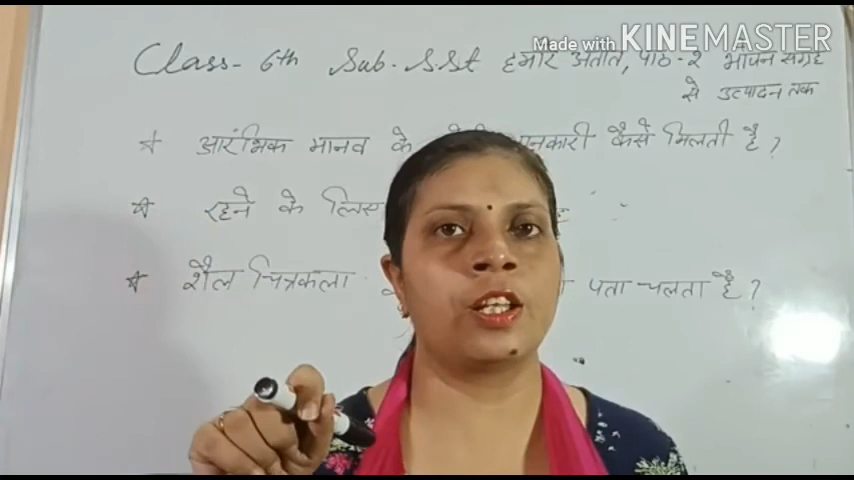 Made with KINEMASTER
Class - 6th Sub. S.St हमारे अतीत, पाठ-२ भोजन संग्रह
से उत्पादन तक
* आरंभिक मानव के जानकारी कैसे मिलती है ?
* रहने के लिए
* शैल चित्रकला पता चलता है ?